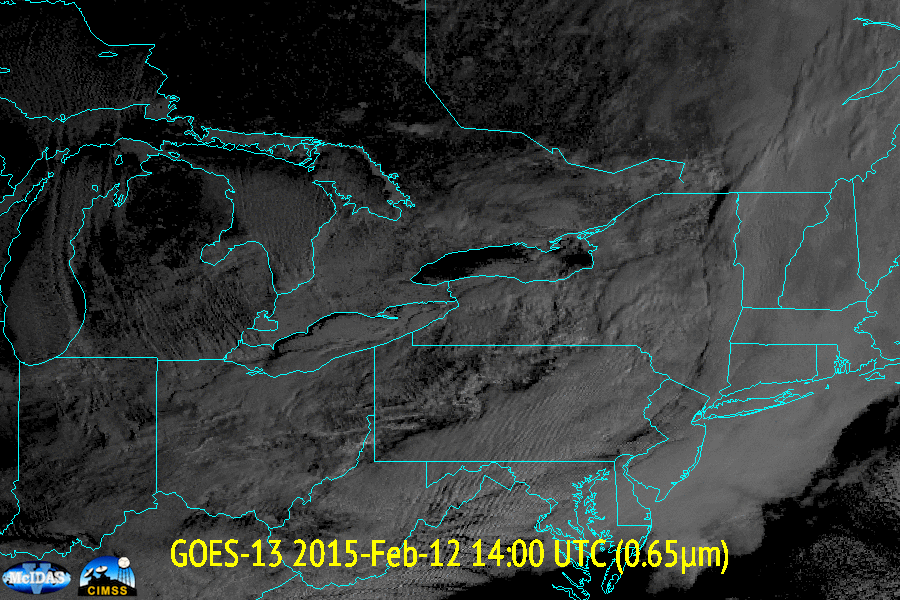 GOES-13 2015-Feb-12 14:00 UTC (0.65µm)
McIDAS
V
CIMSS